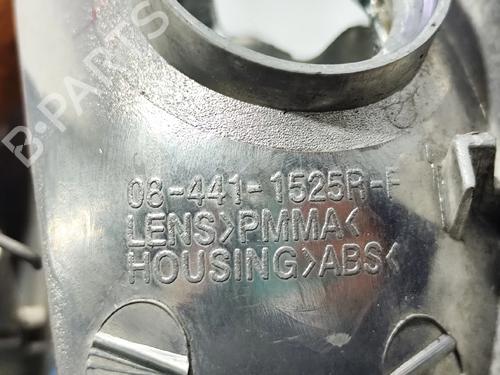 B-PARTS
08-441-1525R-F
LENS>PMMA<
HOUSING>ABS<